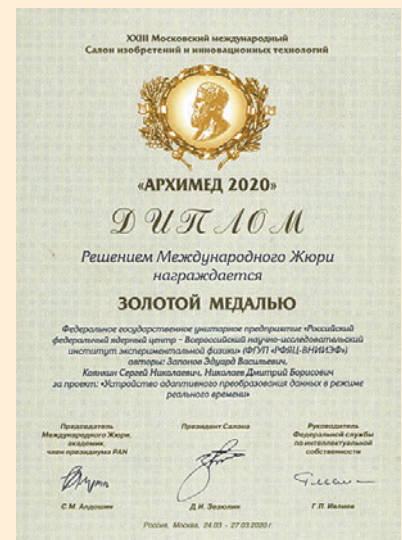 XXIII Московский международный
Салон изобретений и инновационных технологий
«АРХИМЕД 2020»
ДИПЛОМ
Решением Международного Жюри
награждается
ЗОЛОТОЙ МЕДАЛЬЮ
Федеральное государственное унитарное предприятие «Российский
федеральный ядерный центр – Всероссийский научно-исследовательский
институт экспериментальной физики» (ФГУП «РФЯЦ-ВНИИЭФ»)
авторы: Запонов Эдуард Васильевич,
Коянкин Сергей Николаевич, Николаев Дмитрий Борисович
за проект: «Устройство адаптивного преобразования данных в режиме
реального времени»
Председатель
Международного Жюри,
академик,
член президиума РАН
С.М. Алдошин
Президент Салона
Д.И. Зезюлин
Руководитель
Федеральной службы
по интеллектуальной
собственности
Г.П. Ивлиев
Россия, Москва, 24.03 - 27.03.2020 г